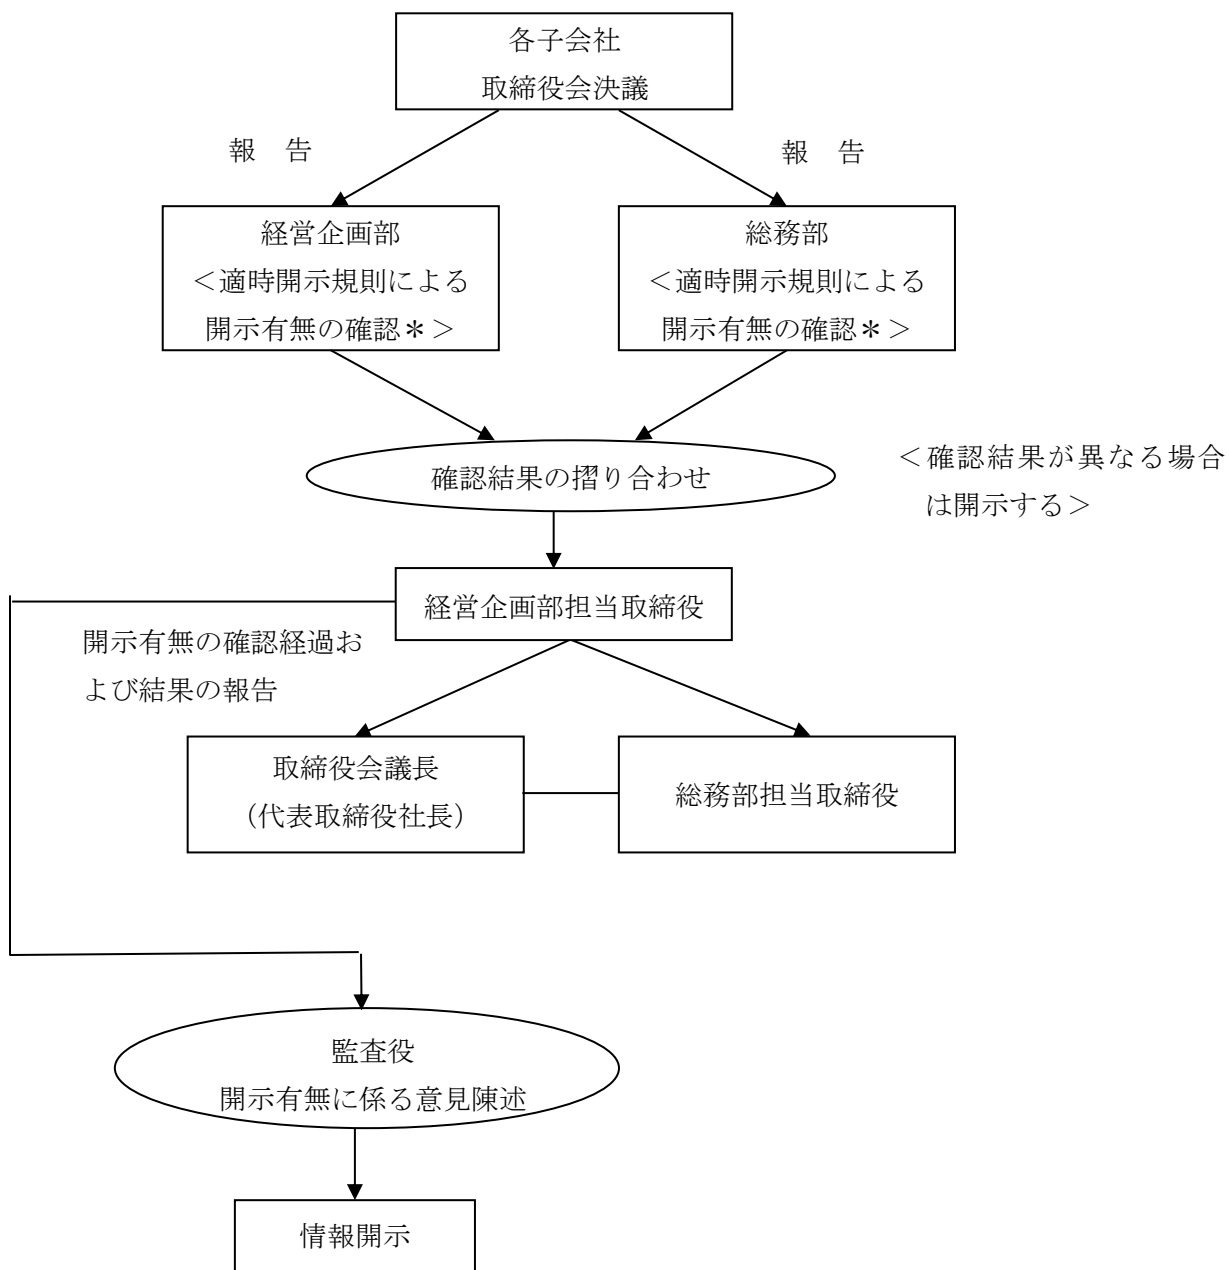 各子会社
取締役会決議
報　告
報　告
経営企画部
＜適時開示規則による
開示有無の確認＊＞
総務部
＜適時開示規則による
開示有無の確認＊＞
確認結果の摺り合わせ
＜確認結果が異なる場合
は開示する＞
経営企画部担当取締役
開示有無の確認経過お
よび結果の報告
取締役会議長
（代表取締役社長）
総務部担当取締役
監査役
開示有無に係る意見陳述
情報開示